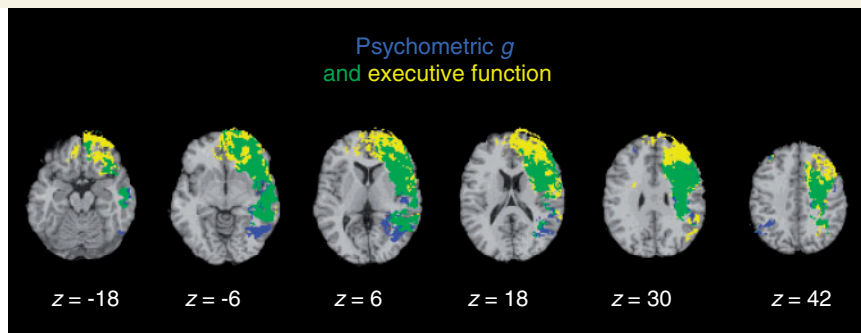 Psychometric g
and executive function
z = -18 z = -6 z = 6 z = 18 z = 30 z = 42